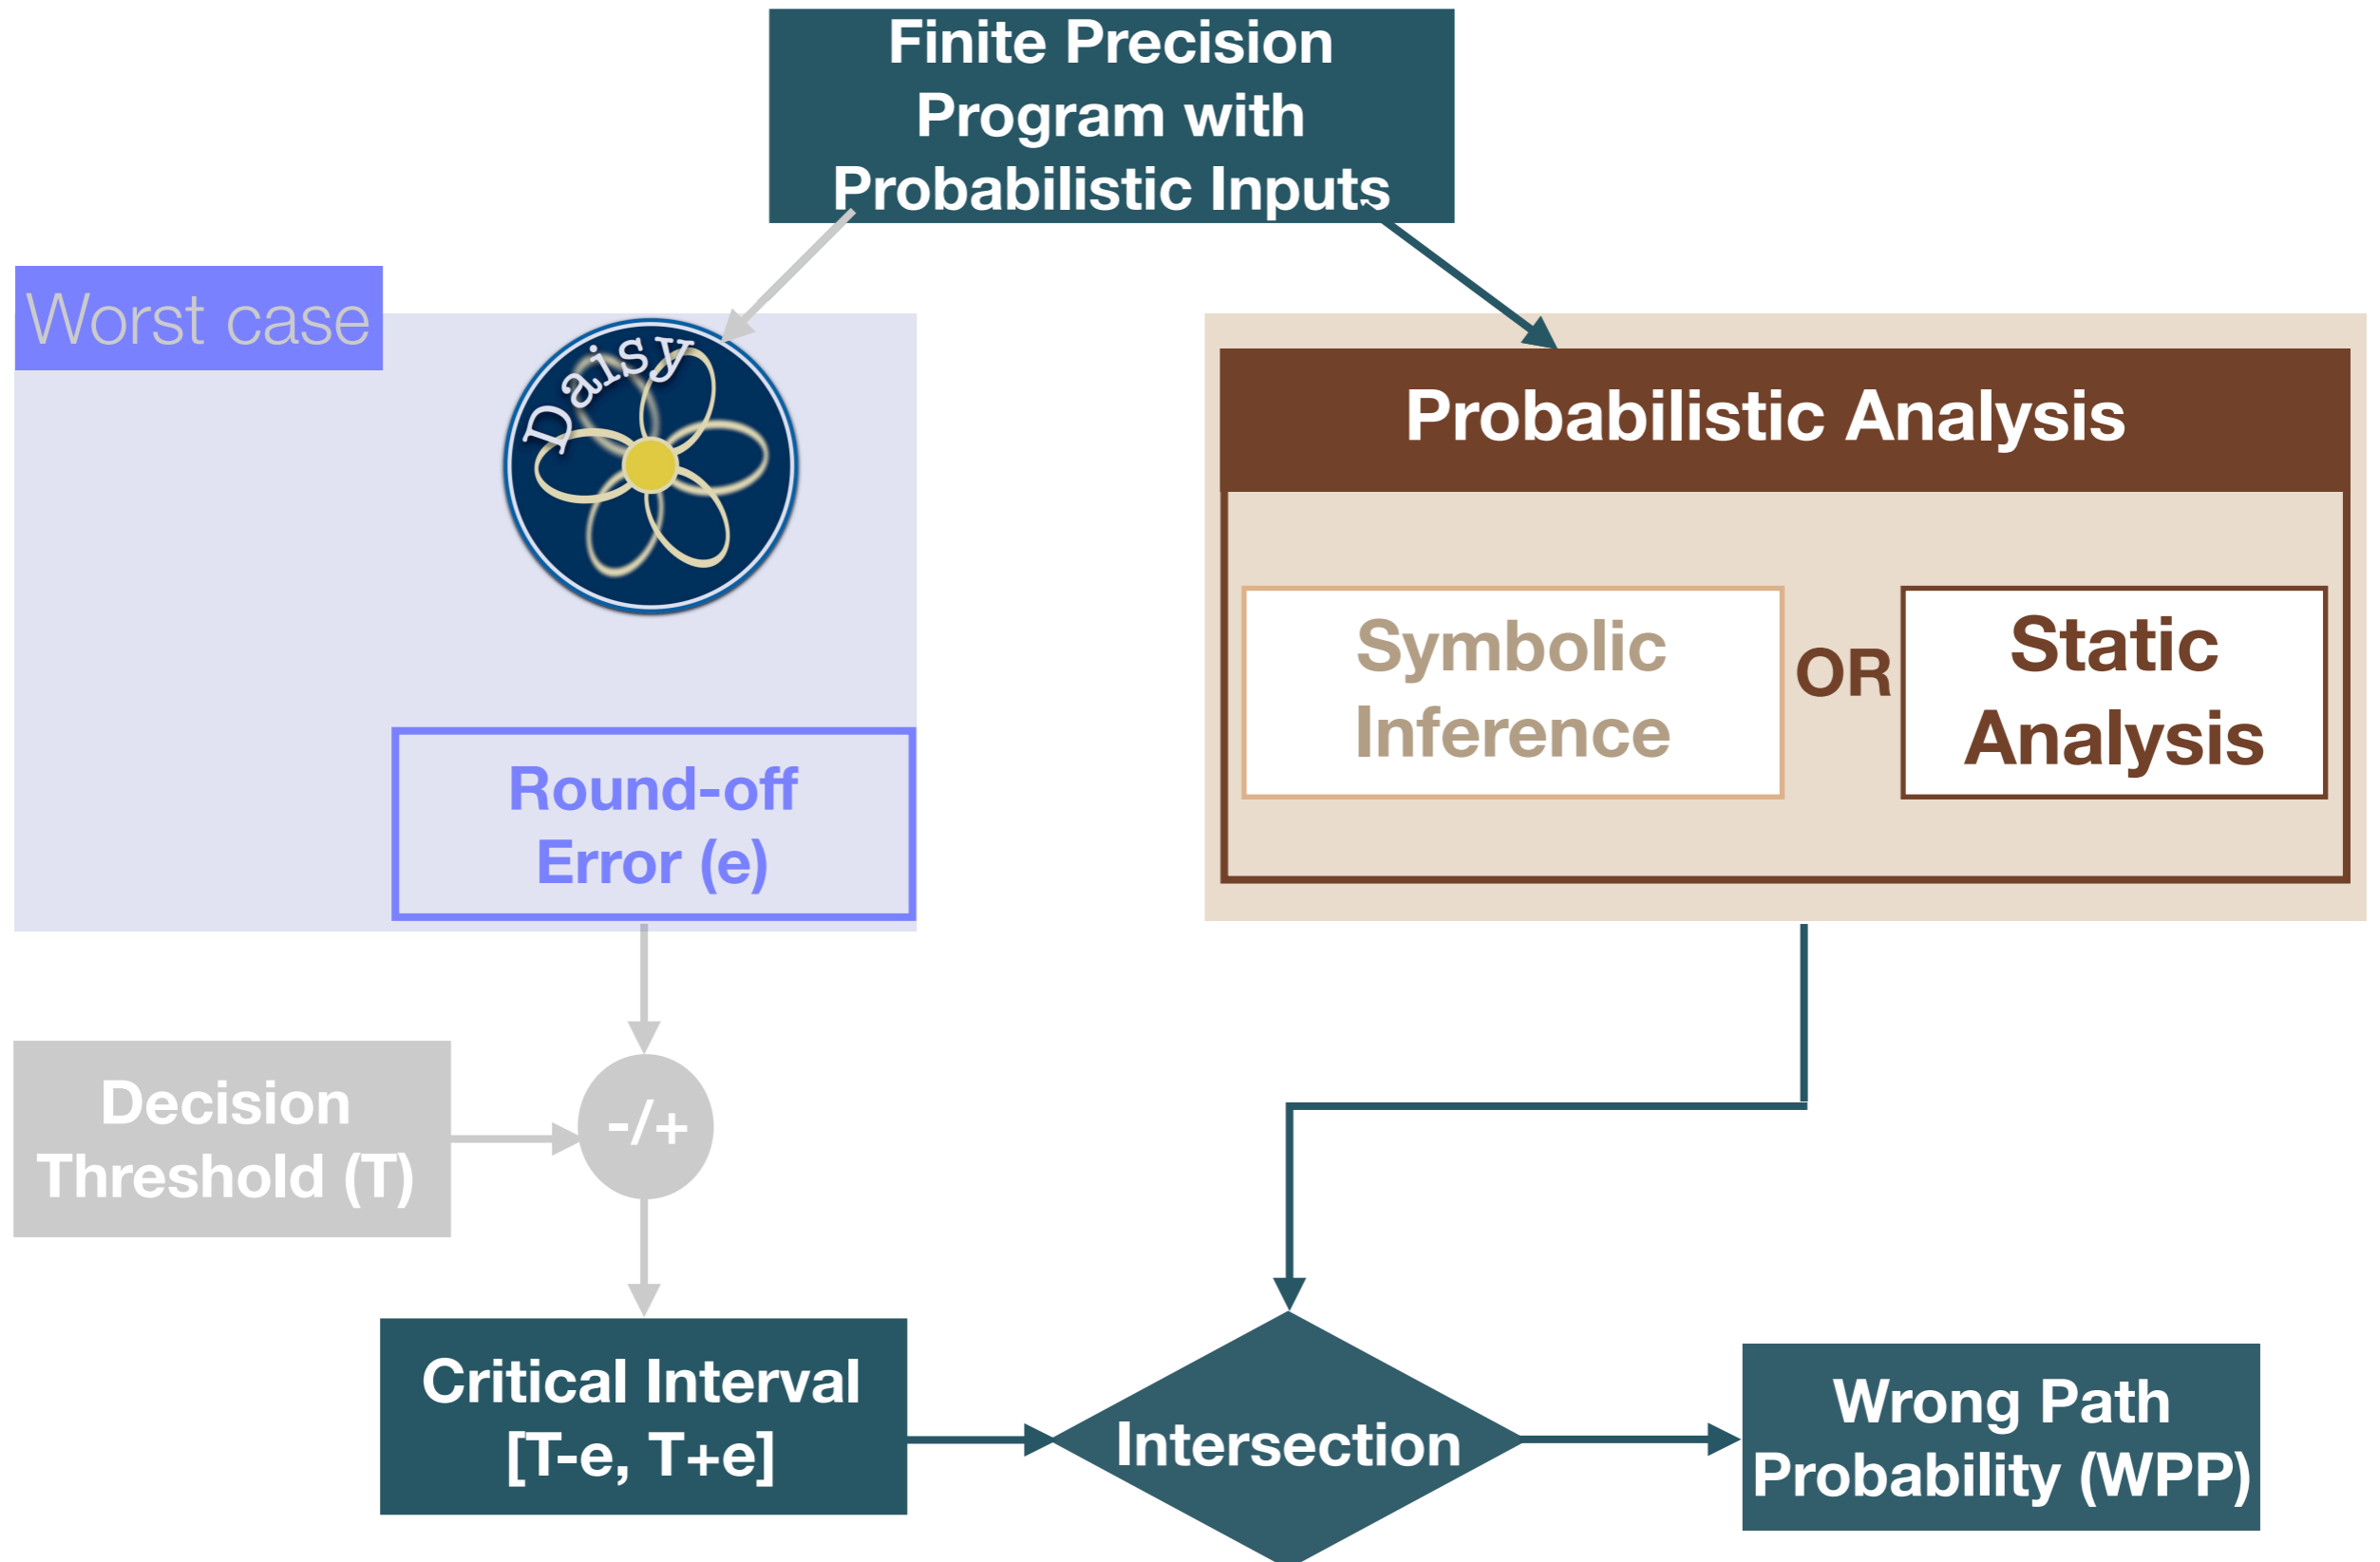 Finite Precision
Program with
Probabilistic Inputs
Worst case
Daisy
Probabilistic Analysis
Symbolic
Inference
OR
Static
Analysis
Round-off
Error (e)
Decision
Threshold (T)
-/+
Critical Interval
[T-e, T+e]
Intersection
Wrong Path
Probability (WPP)